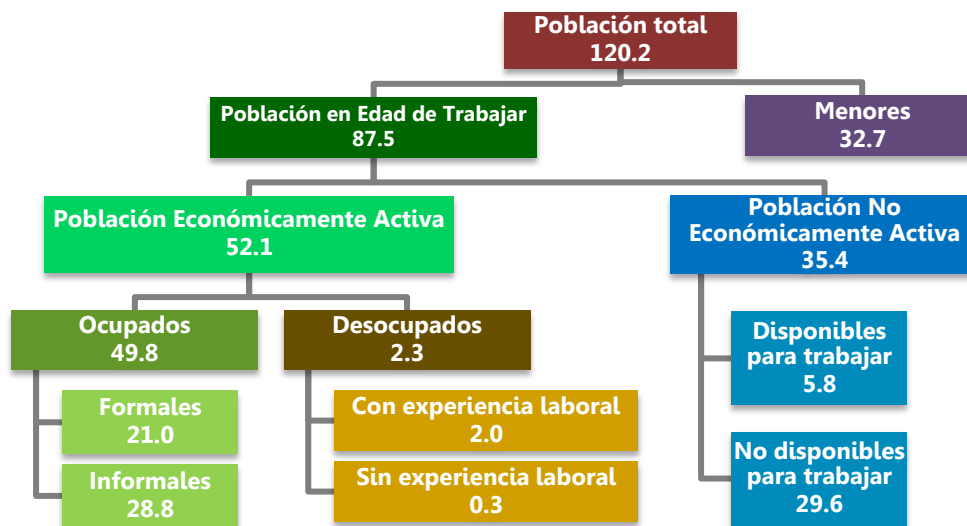 Población total
120.2
Población en Edad de Trabajar
87.5
Menores
32.7
Población Económicamente Activa
52.1
Población No
Económicamente Activa
35.4
Ocupados
49.8
Desocupados
2.3
Disponibles
para trabajar
5.8
Formales
21.0
Con experiencia laboral
2.0
Informales
28.8
Sin experiencia laboral
0.3
No disponibles
para trabajar
29.6